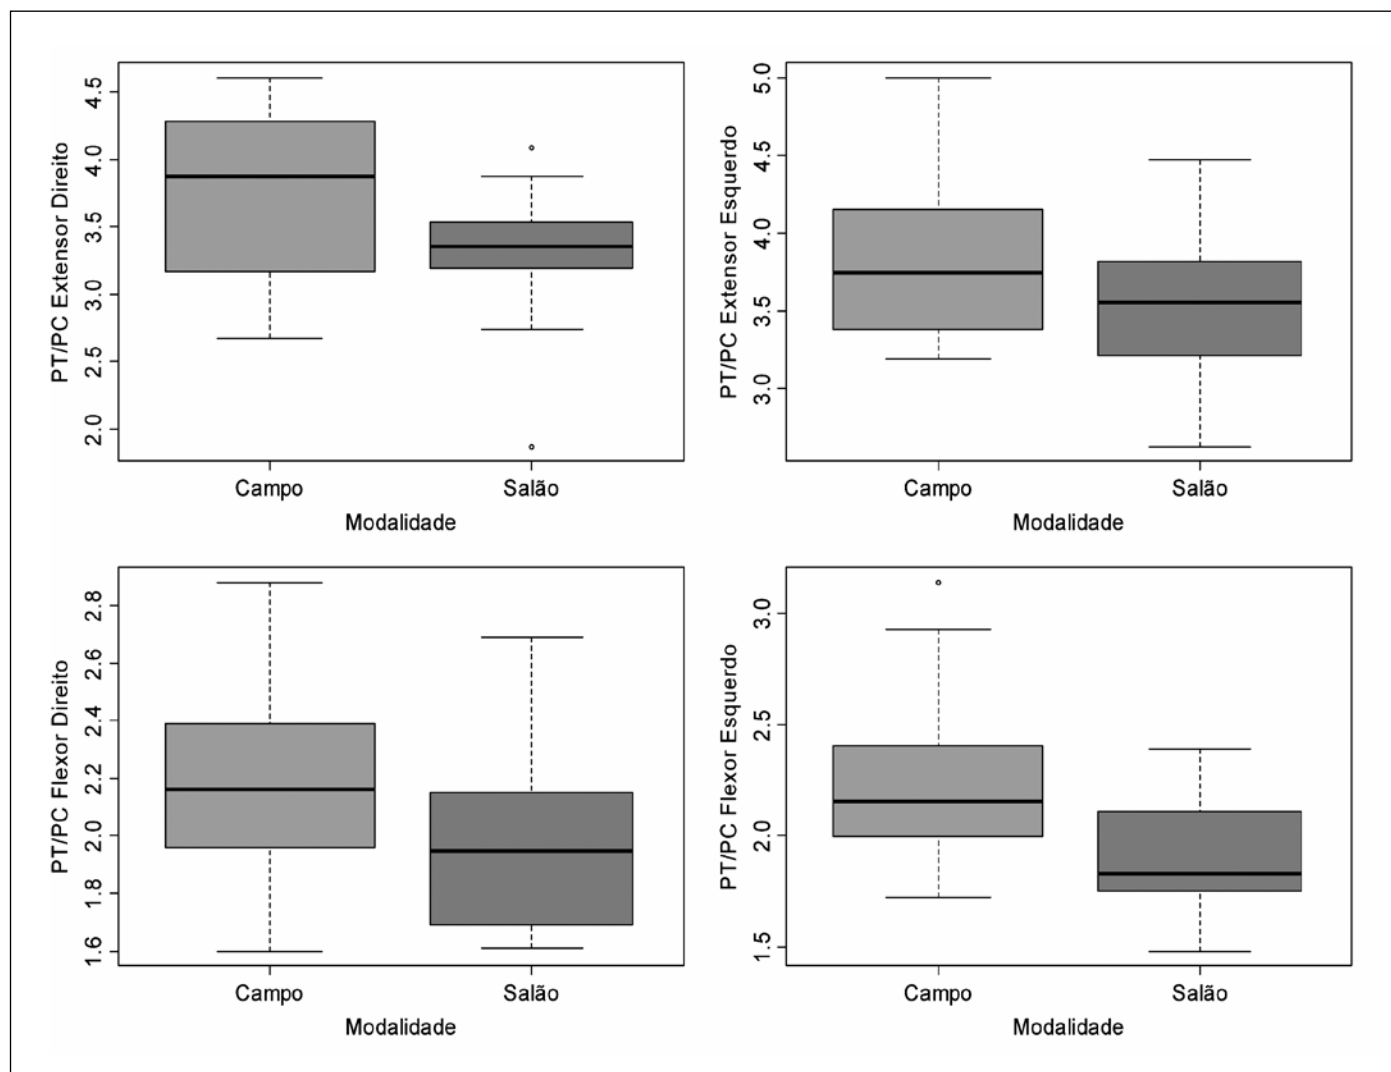 PT/PC Extensor Direito
4.5
4.0
3.5
3.0
2.5
2.0
Campo Salão
Modalidade
PT/PC Extensor Esquerdo
5.0
4.5
4.0
3.5
3.0
Campo Salão
Modalidade
PT/PC Flexor Direito
2.8
2.6
2.4
2.2
2.0
1.8
1.6
Campo Salão
Modalidade
PT/PC Flexor Esquerdo
3.0
2.5
2.0
1.5
Campo Salão
Modalidade